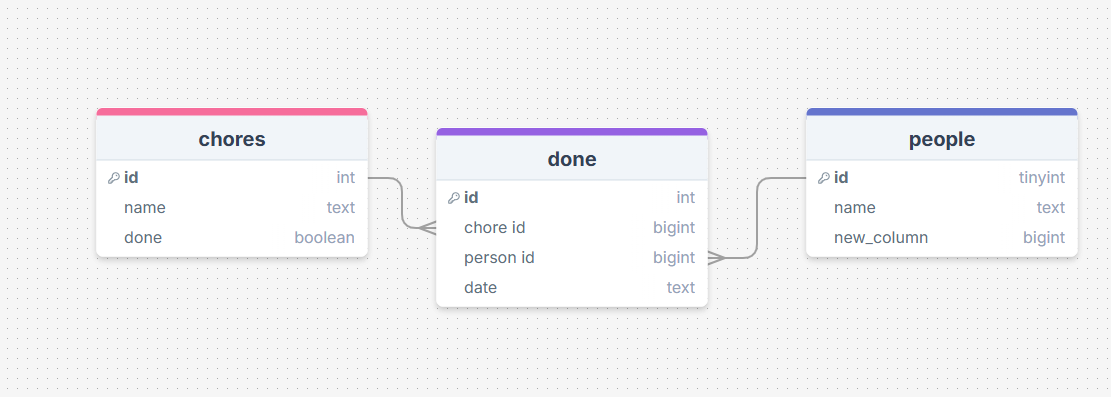 chores
id int
name text
done boolean
done
id int
chore id bigint
person id bigint
date text
people
id tinyint
name text
new_column bigint